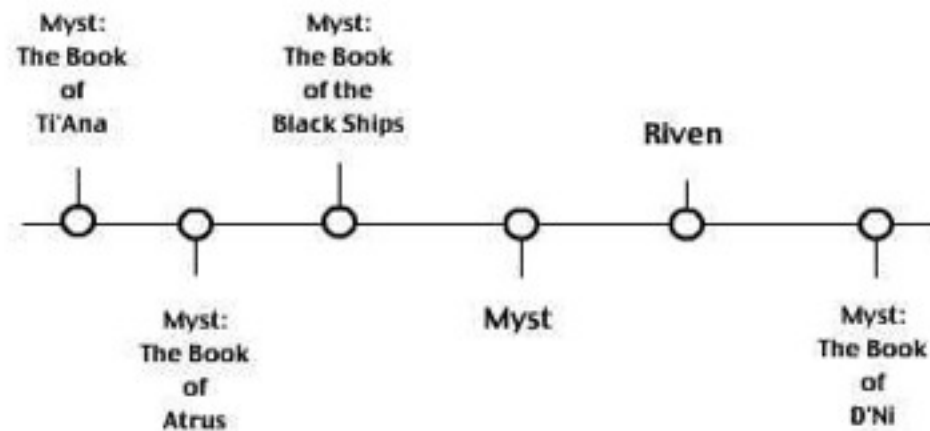 Myst:
The Book
of
Ti'Ana
Myst:
The Book
of the
Black Ships
Riven
Myst:
The Book
of
Atrus
Myst
Myst:
The Book
of
D'Ni